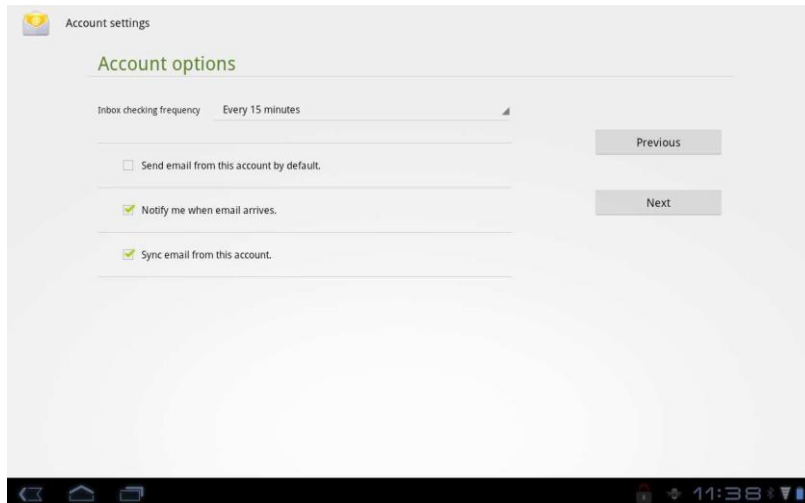 Account settings
Account options
Inbox checking frequency Every 15 minutes
Previous
Send email from this account by default.
Notify me when email arrives.
Next
Sync email from this account.
11:38